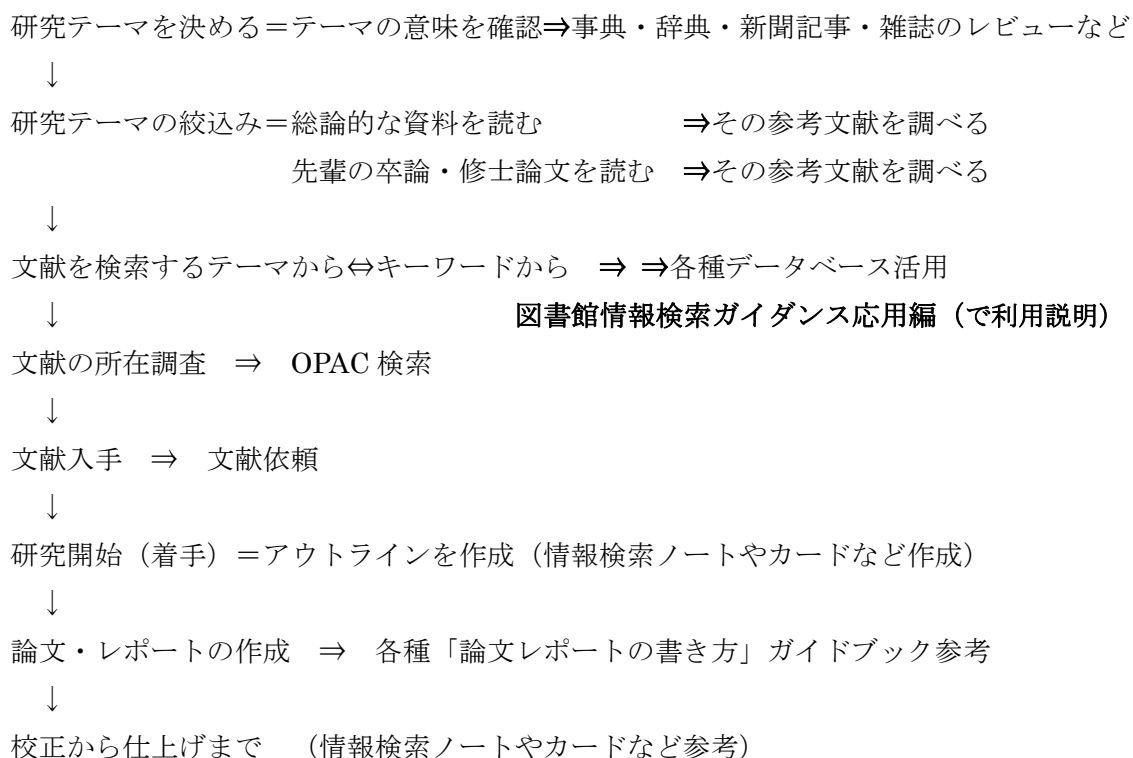 研究テーマを決める＝テーマの意味を確認⇒事典・辞典・新聞記事・雑誌のレビューなど
↓
研究テーマの絞込み＝総論的な資料を読む　⇒その参考文献を調べる
先輩の卒論・修士論文を読む　⇒その参考文献を調べる
↓
文献を検索するテーマから⇔キーワードから　⇒ ⇒各種データベース活用
↓　図書館情報検索ガイダンス応用編（で利用説明）
文献の所在調査　⇒　OPAC 検索
↓
文献入手　⇒　文献依頼
↓
研究開始（着手）＝アウトラインを作成（情報検索ノートやカードなど作成）
↓
論文・レポートの作成　⇒　各種「論文レポートの書き方」ガイドブック参考
↓
校正から仕上げまで　（情報検索ノートやカードなど参考）